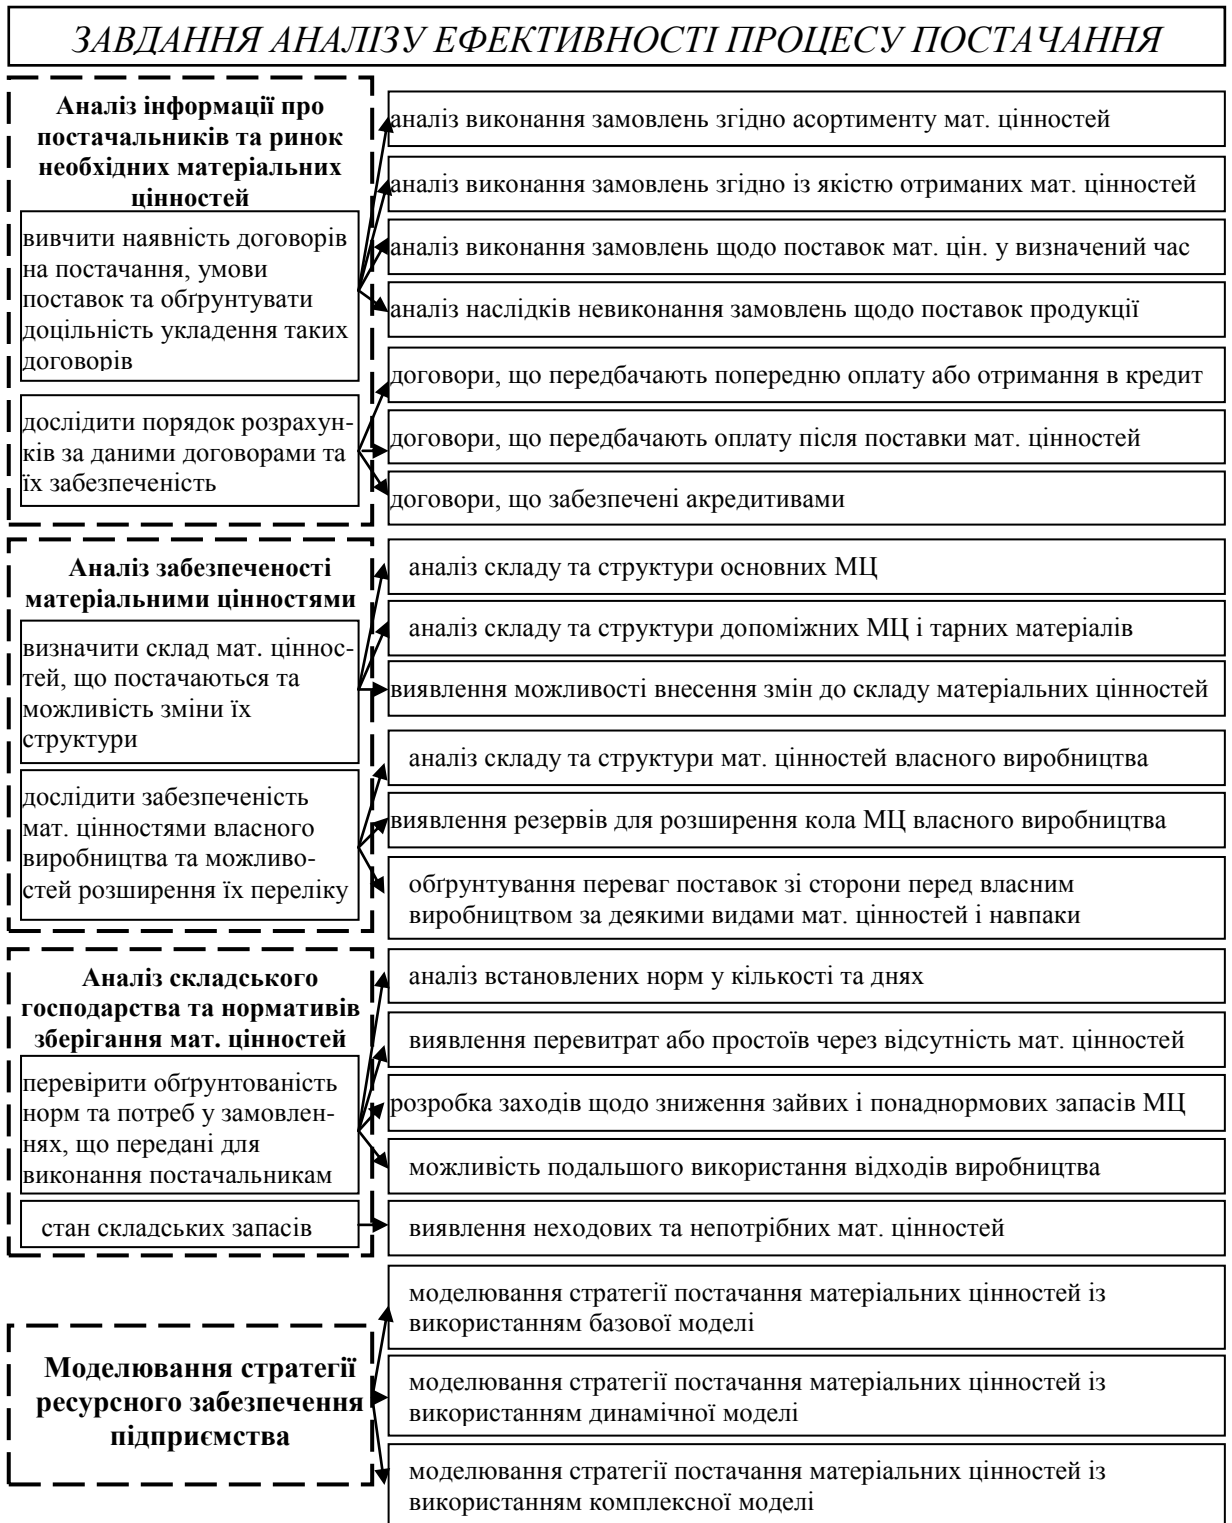 ЗАВДАННЯ АНАЛІЗУ ЕФЕКТИВНОСТІ ПРОЦЕСУ ПОСТАЧАННЯ
Аналіз інформації про
постачальників та ринок
необхідних матеріальних
цінностей
вивчити наявність договорів
на постачання, умови
поставок та обґрунтувати
доцільність укладення таких
договорів
аналіз виконання замовлень згідно асортименту мат. цінностей
аналіз виконання замовлень згідно із якістю отриманих мат. цінностей
аналіз виконання замовлень щодо поставок мат. цін. у визначений час
аналіз наслідків невиконання замовлень щодо поставок продукції
дослідити порядок розрахун-
ків за даними договорами та
їх забезпеченість
договори, що передбачають попередню оплату або отримання в кредит
договори, що передбачають оплату після поставки мат. цінностей
договори, що забезпечені акредитивами
Аналіз забезпеченості
матеріальними цінностями
визначити склад мат. ціннос-
тей, що постачаються та
можливість зміни їх
структури
аналіз складу та структури основних МЦ
аналіз складу та структури допоміжних МЦ і тарних матеріалів
виявлення можливості внесення змін до складу матеріальних цінностей
дослідити забезпеченість
мат. цінностями власного
виробництва та можливо-
стей розширення їх переліку
аналіз складу та структури мат. цінностей власного виробництва
виявлення резервів для розширення кола МЦ власного виробництва
обґрунтування переваг поставок зі сторони перед власним
виробництвом за деякими видами мат. цінностей і навпаки
Аналіз складського
господарства та нормативів
зберігання мат. цінностей
перевірити обґрунтованість
норм та потреб у замовлен-
нях, що передані для
виконання постачальникам
аналіз встановлених норм у кількості та днях
виявлення перевитрат або простоїв через відсутність мат. цінностей
розробка заходів щодо зниження зайвих і понаднормових запасів МЦ
можливість подальшого використання відходів виробництва
стан складських запасів
виявлення неходових та непотрібних мат. цінностей
Моделювання стратегії
ресурсного забезпечення
підприємства
моделювання стратегії постачання матеріальних цінностей із
використанням базової моделі
моделювання стратегії постачання матеріальних цінностей із
використанням динамічної моделі
моделювання стратегії постачання матеріальних цінностей із
використанням комплексної моделі